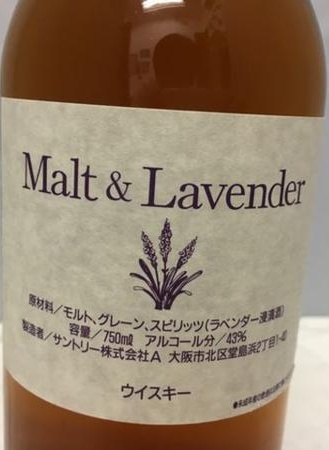 Malt & Lavender
原材料/モルト、グレーン、スピリッツ(ラベンダー浸漬酒)
容量/750㎖ アルコール分/43%
製造者/サントリー株式会社A 大阪市北区堂島浜2丁目1-40
ウイスキー